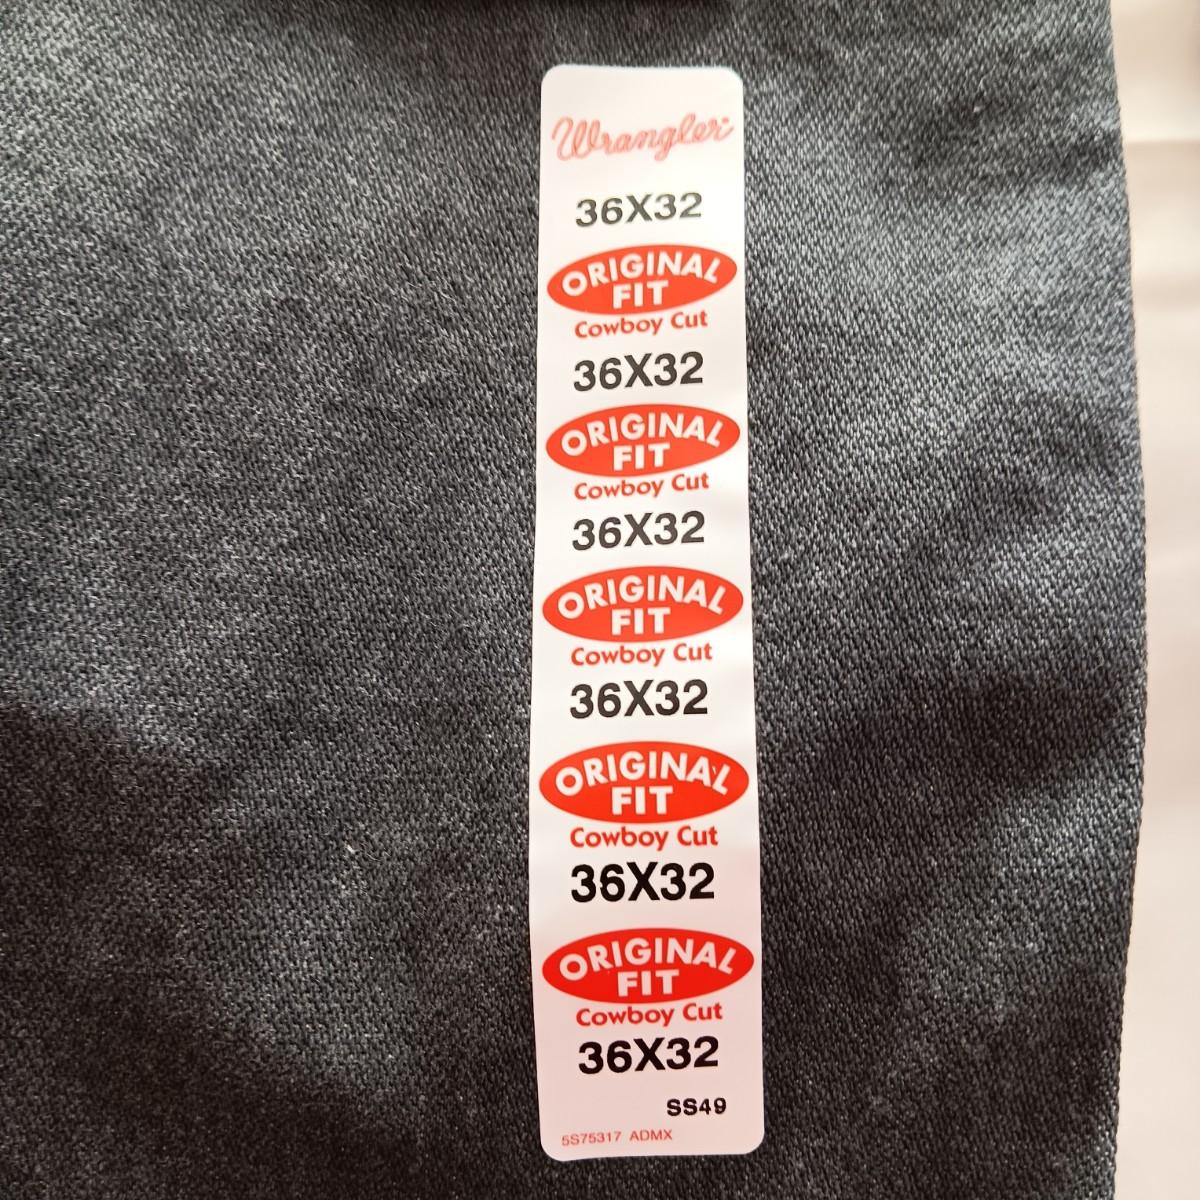 Wrangler
36X32
ORIGINAL
FIT
Cowboy Cut
36X32
ORIGINAL
FIT
Cowboy Cut
36X32
ORIGINAL
FIT
Cowboy Cut
36X32
ORIGINAL
FIT
Cowboy Cut
36X32
ORIGINAL
FIT
Cowboy Cut
36X32
SS49
5S75317 ADMX